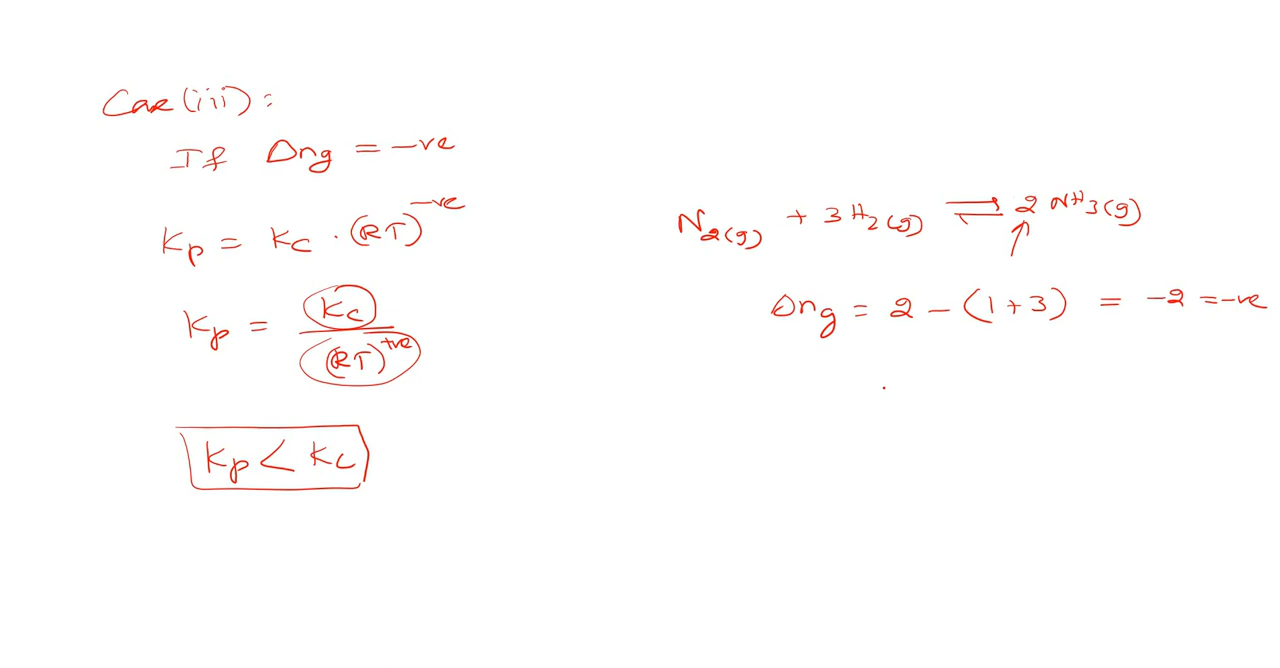 Case (iii):
If Δng = -ve
Kp = Kc . (RT)^-ve
Kp = Kc / (RT)^+ve
Kp < Kc
N2(g) + 3H2(g) ⇌ 2NH3(g)
↑
Δng = 2 - (1+3) = -2 = -ve